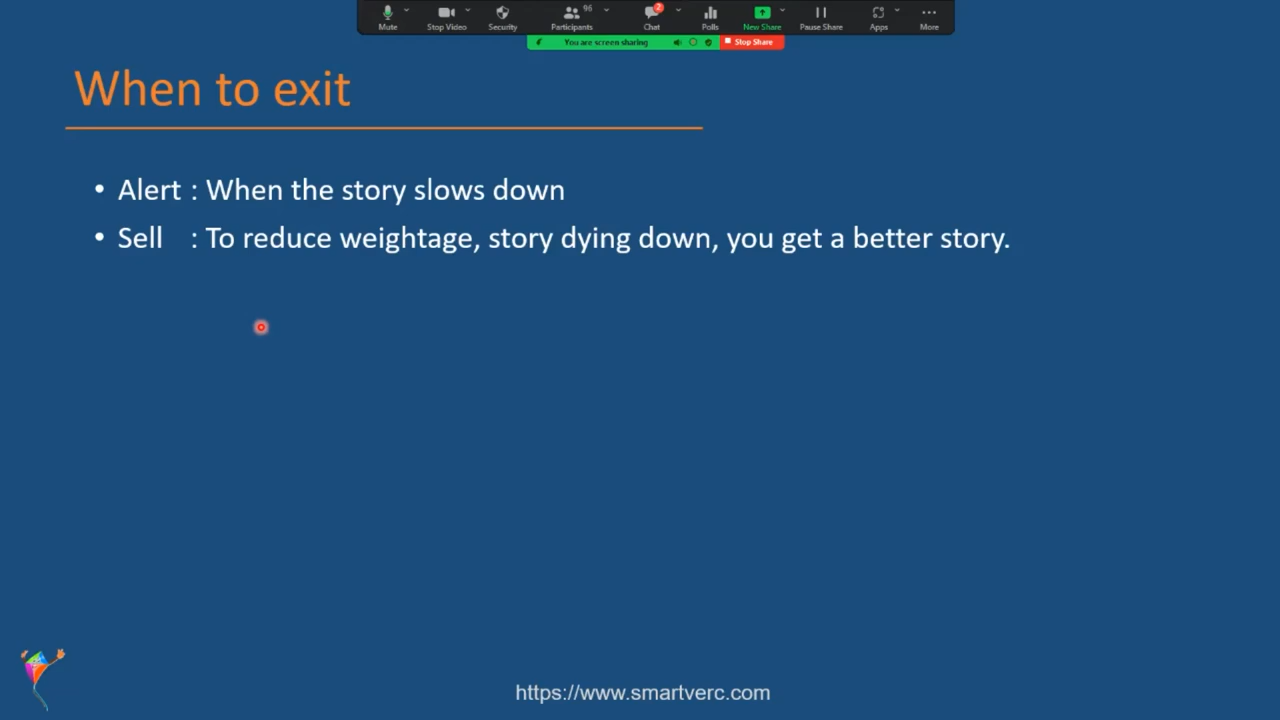 96 2
Mute Stop Video Security Participants Chat Polls New Share Pause Share Apps More
You are screen sharing Stop Share
When to exit
• Alert : When the story slows down
• Sell : To reduce weightage, story dying down, you get a better story.
https://www.smartverc.com